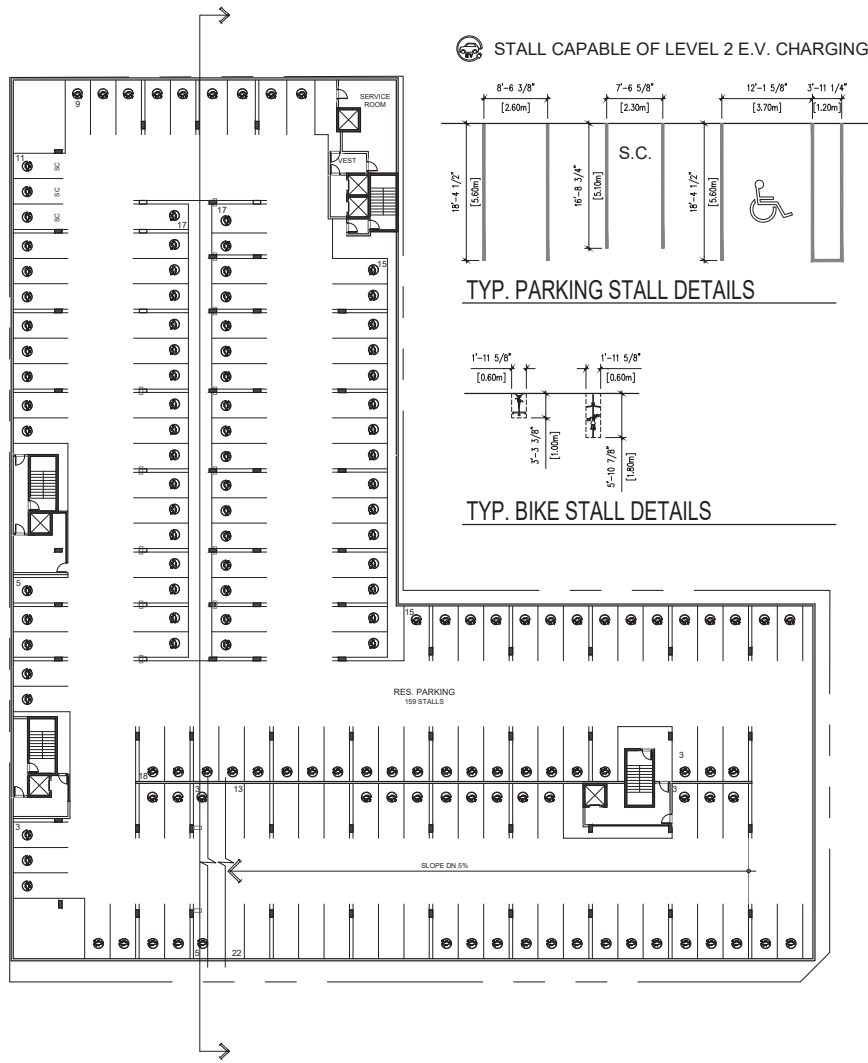 STALL CAPABLE OF LEVEL 2 E.V. CHARGING
8'-6 3/8"
[2.60m]
7'-6 5/8"
[2.30m]
12'-1 5/8"
[3.70m]
3'-11 1/4"
[1.20m]
18'-4 1/2"
[5.60m]
16'-8 3/4"
[5.10m]
S.C.
18'-4 1/2"
[5.60m]
TYP. PARKING STALL DETAILS
1'-11 5/8"
[0.60m]
1'-11 5/8"
[0.60m]
3'-3 3/8"
[1.00m]
5'-10 7/8"
[1.80m]
TYP. BIKE STALL DETAILS
9
SERVICE
ROOM
VEST
11
SC
SC
SC
17
17
15
5
15
RES. PARKING
159 STALLS
18
3
3
13
3
3
SLOPE DN 5%
5
22